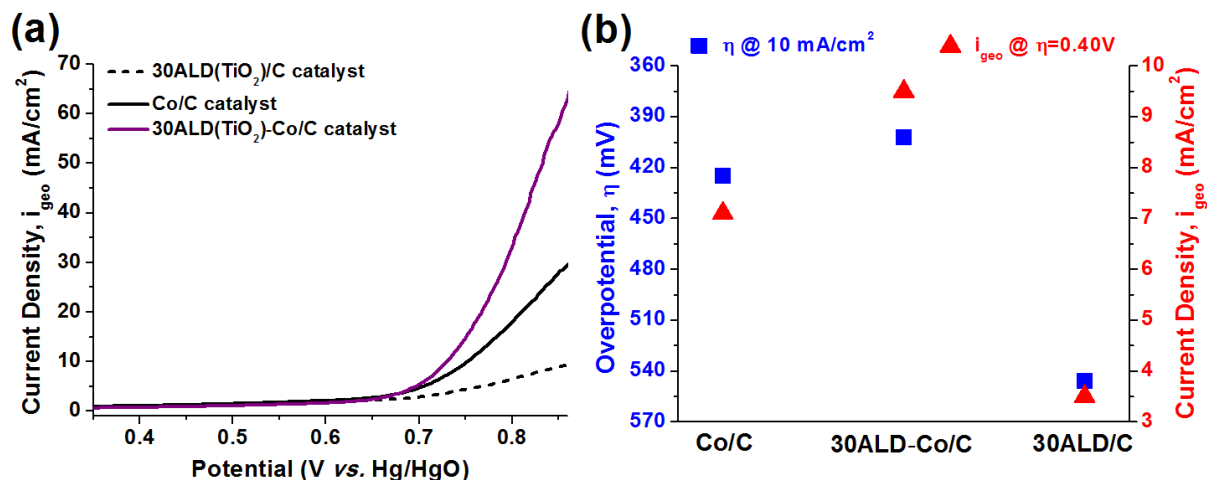 (a)
70
60
50
40
30
20
10
0
Current Density, i_geo (mA/cm²)
30ALD(TiO₂)/C catalyst
Co/C catalyst
30ALD(TiO₂)-Co/C catalyst
0.4 0.5 0.6 0.7 0.8
Potential (V vs. Hg/HgO)
(b)
η @ 10 mA/cm²
i_geo @ η=0.40V
360
390
420
450
480
510
540
570
Overpotential, η (mV)
10
9
8
7
6
5
4
3
Current Density, i_geo (mA/cm²)
Co/C 30ALD-Co/C 30ALD/C